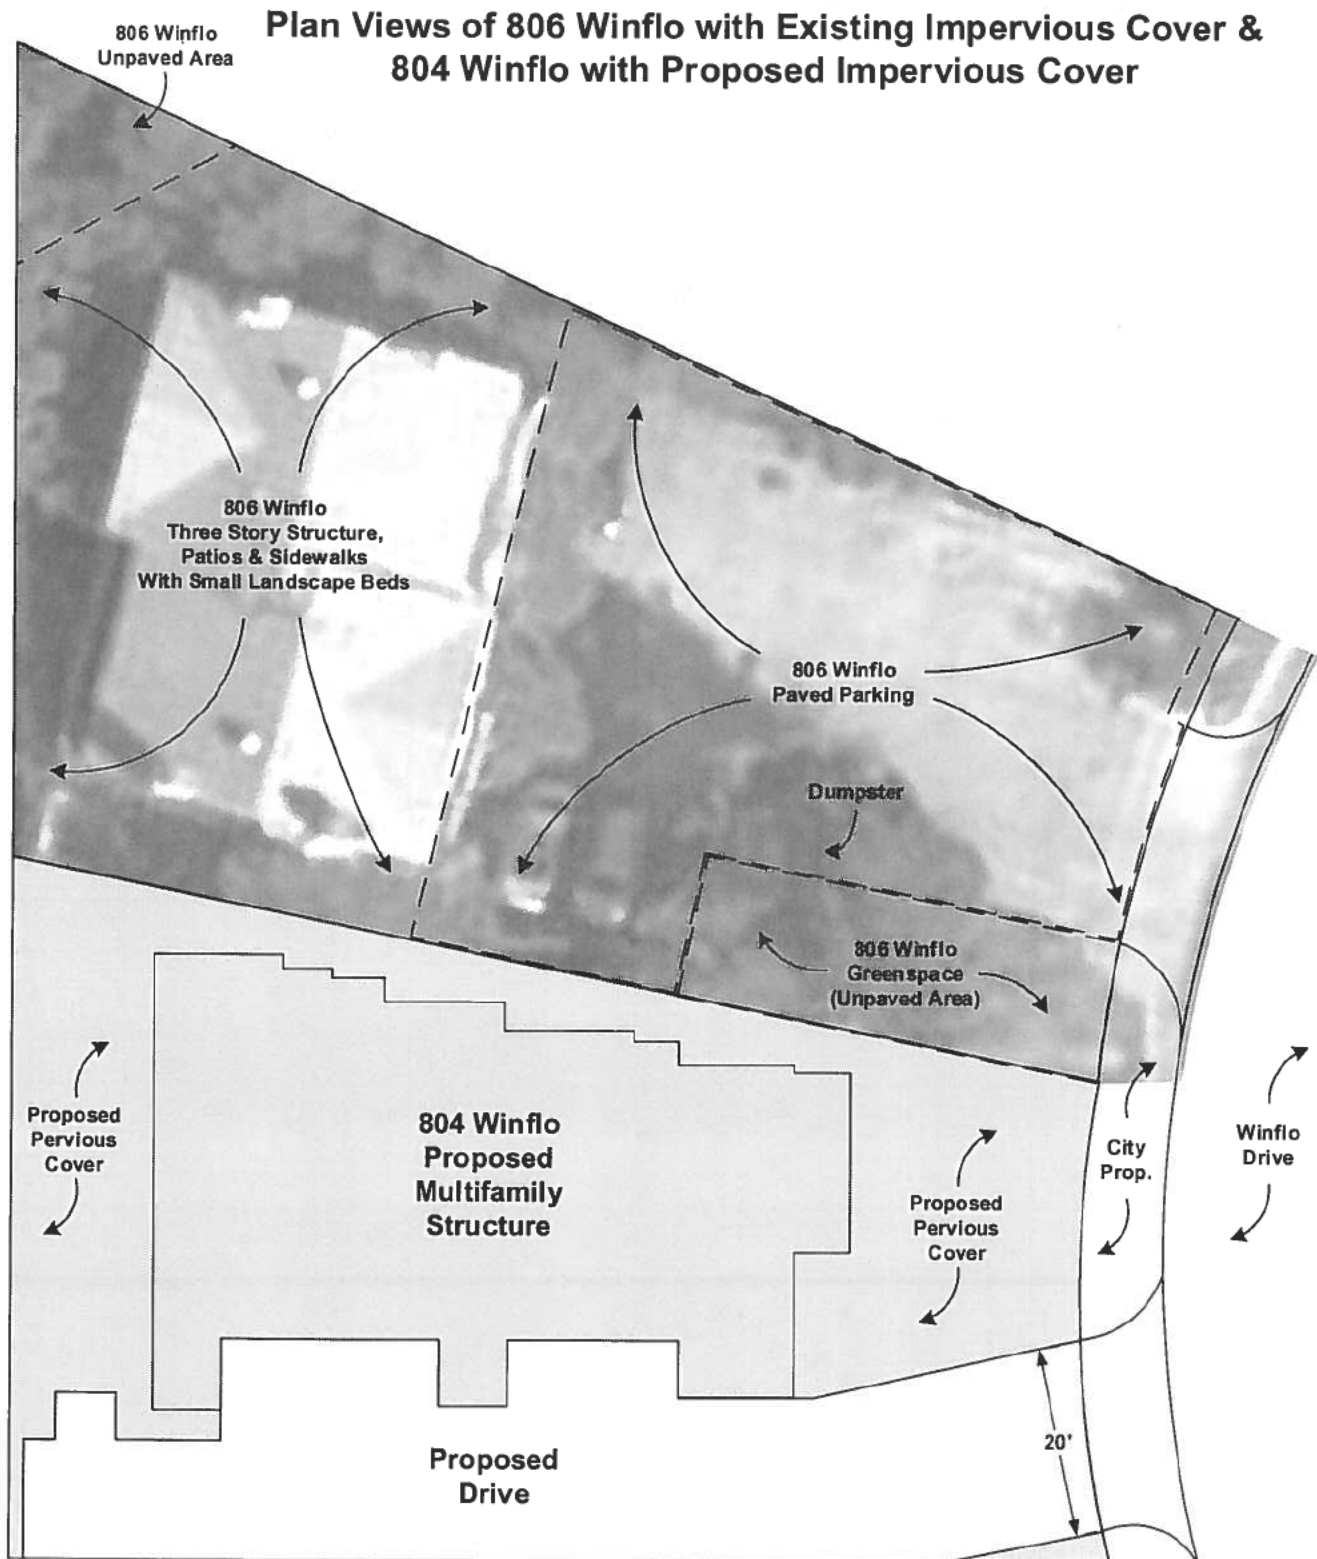 Plan Views of 806 Winflo with Existing Impervious Cover &
804 Winflo with Proposed Impervious Cover
806 Winflo
Unpaved Area
806 Winflo
Three Story Structure,
Patios & Sidewalks
With Small Landscape Beds
806 Winflo
Paved Parking
Dumpster
806 Winflo
Greenspace
(Unpaved Area)
Proposed
Pervious
Cover
804 Winflo
Proposed
Multifamily
Structure
Proposed
Pervious
Cover
City
Prop.
Winflo
Drive
20'
Proposed
Drive